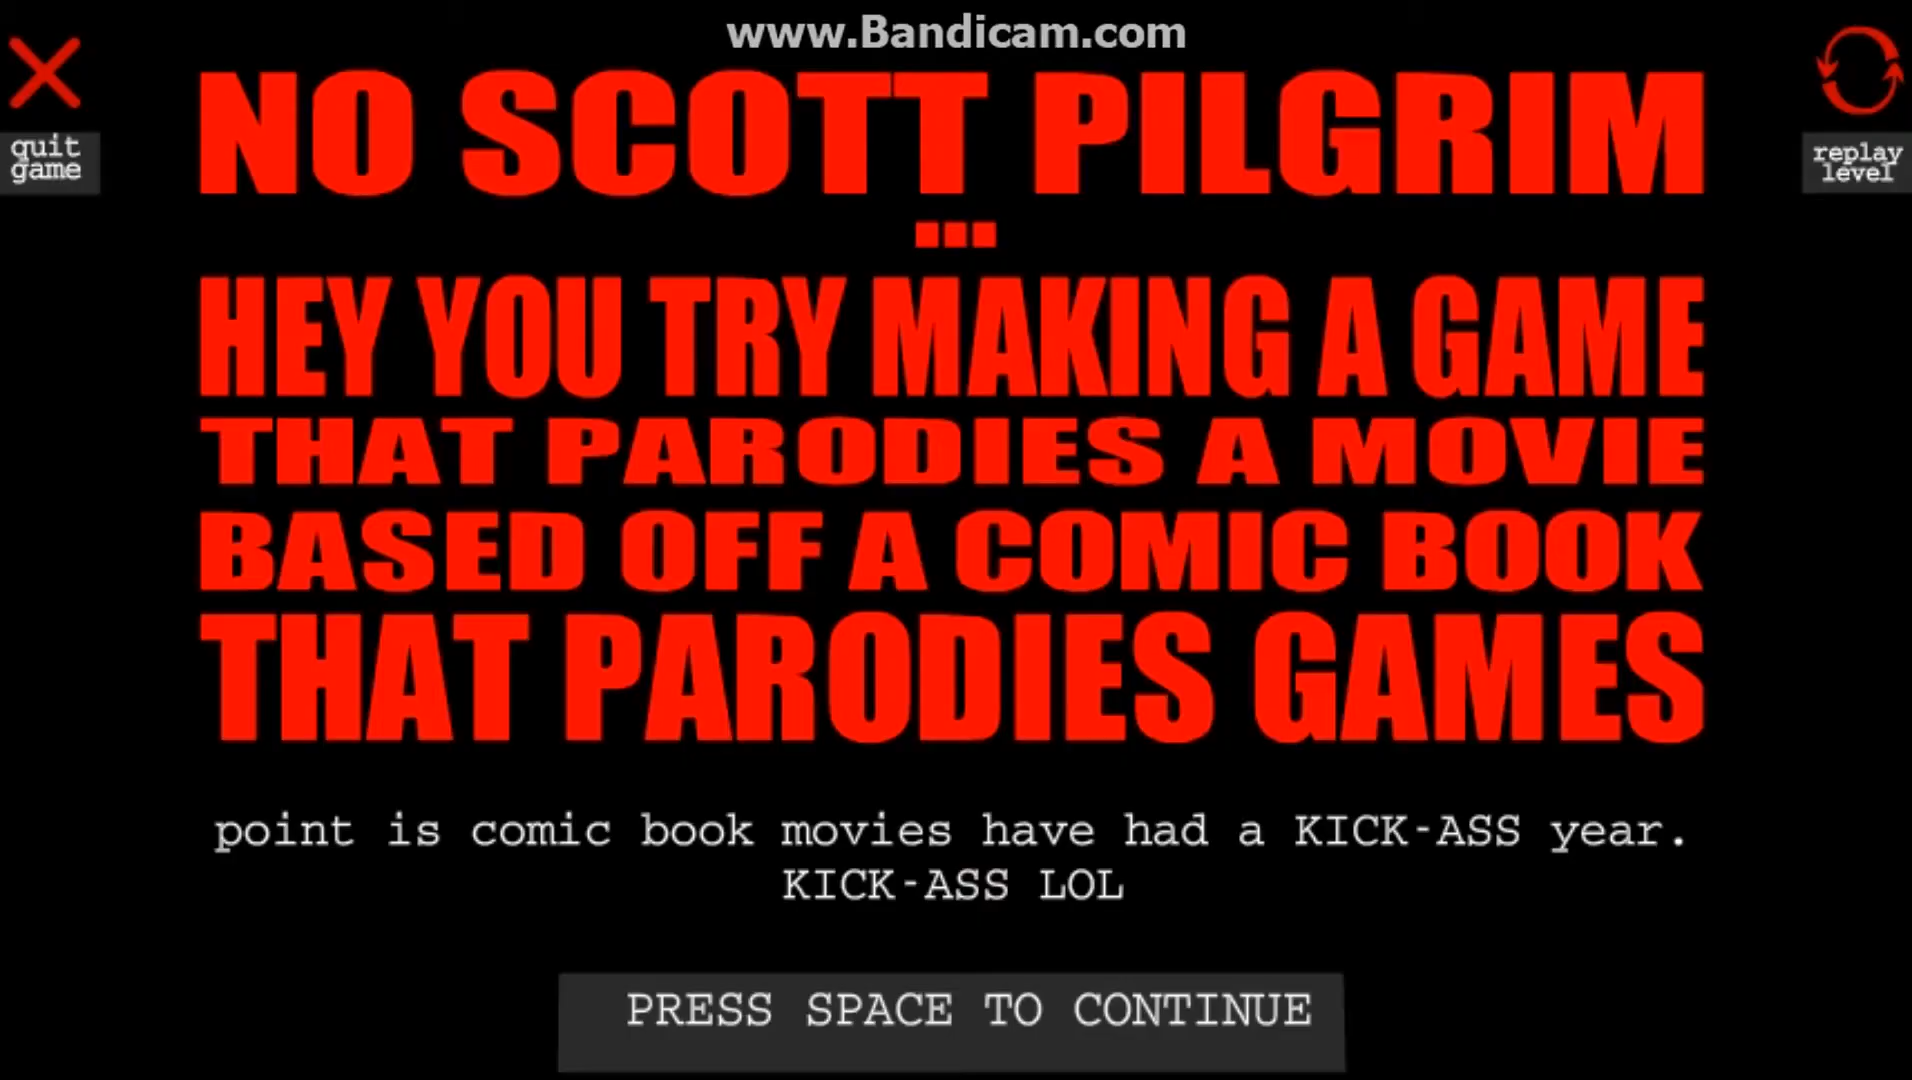 www.Bandicam.com
NO SCOTT PILGRIM
...
HEY YOU TRY MAKING A GAME
THAT PARODIES A MOVIE
BASED OFF A COMIC BOOK
THAT PARODIES GAMES
quit
game
replay
level
point is comic book movies have had a KICK-ASS year.
KICK-ASS LOL
PRESS SPACE TO CONTINUE